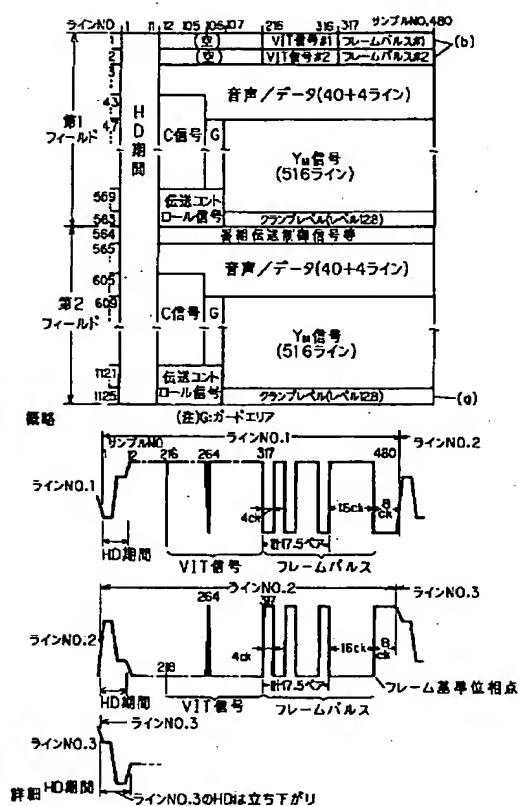 ラインNO. 1 11 12 105 106 107 216 316 317 サンプルNO.480
1 (空) VIT信号#1 フレームパルス#1 (b)
2 (空) VIT信号#2 フレームパルス#2
3
43
47
第1
フィールド
HD期間
音声/データ(40+4ライン)
C信号
G
YM信号
(516ライン)
569
伝送コント
ロール信号
563
クランプレベル(レベル128)
564
番組伝送制御信号等
565
音声/データ(40+4ライン)
605
609
第2
フィールド
C信号
G
YM信号
(516ライン)
1121
伝送コント
ロール信号
1125
クランプレベル(レベル128)
(a)
概略
(注)G:ガードエリア
サンプルNO
ラインNO.1
ラインNO.2
1 12 216 264 317 480
ラインNO.1
4ck
17.5ペア
16ck
8ck
HD期間
VIT信号
フレームパルス
ラインNO.2
ラインNO.3
264 317
ラインNO.2
4ck
17.5ペア
16ck
8ck
218
HD期間
VIT信号
フレームパルス
フレーム基準位相点
ラインNO.3
ラインNO.3
HD期間
詳細
ラインNO.3のHDは立ち下がり